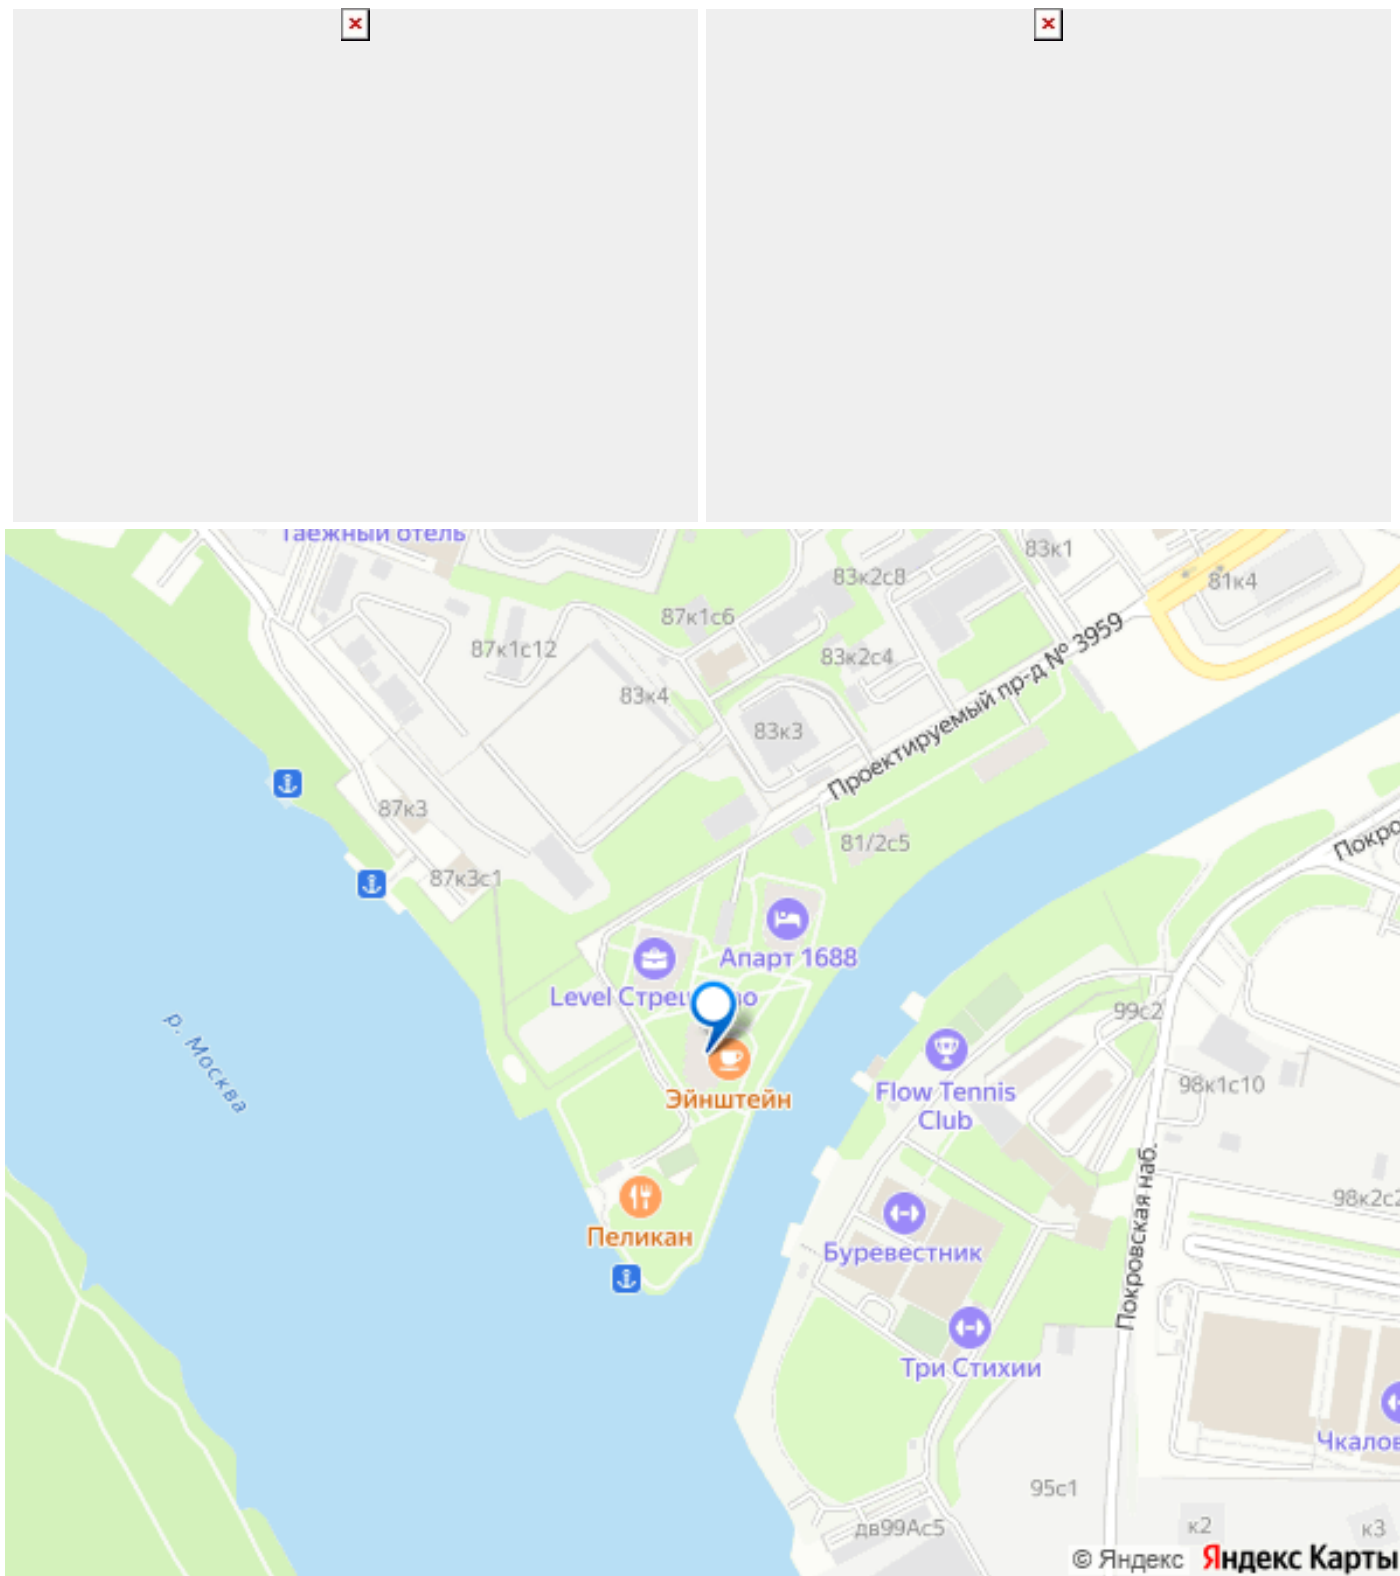 Таёжный отель
83к1
83к2с8
81к4
87к1с6
87к1с12
83к2с4
83к4
Проектируемый пр-д № 3959
83к3
87к3
81/2с5
87к3с1
Апарт 1688
Level
99с2
р. Москва
Эйнштейн
Flow Tennis
Club
98к1с10
Покровская наб.
Пеликан
Буревестник
Три Стихии
95с1
дв99Ас5
к2
к3
© Яндекс Яндекс Карты